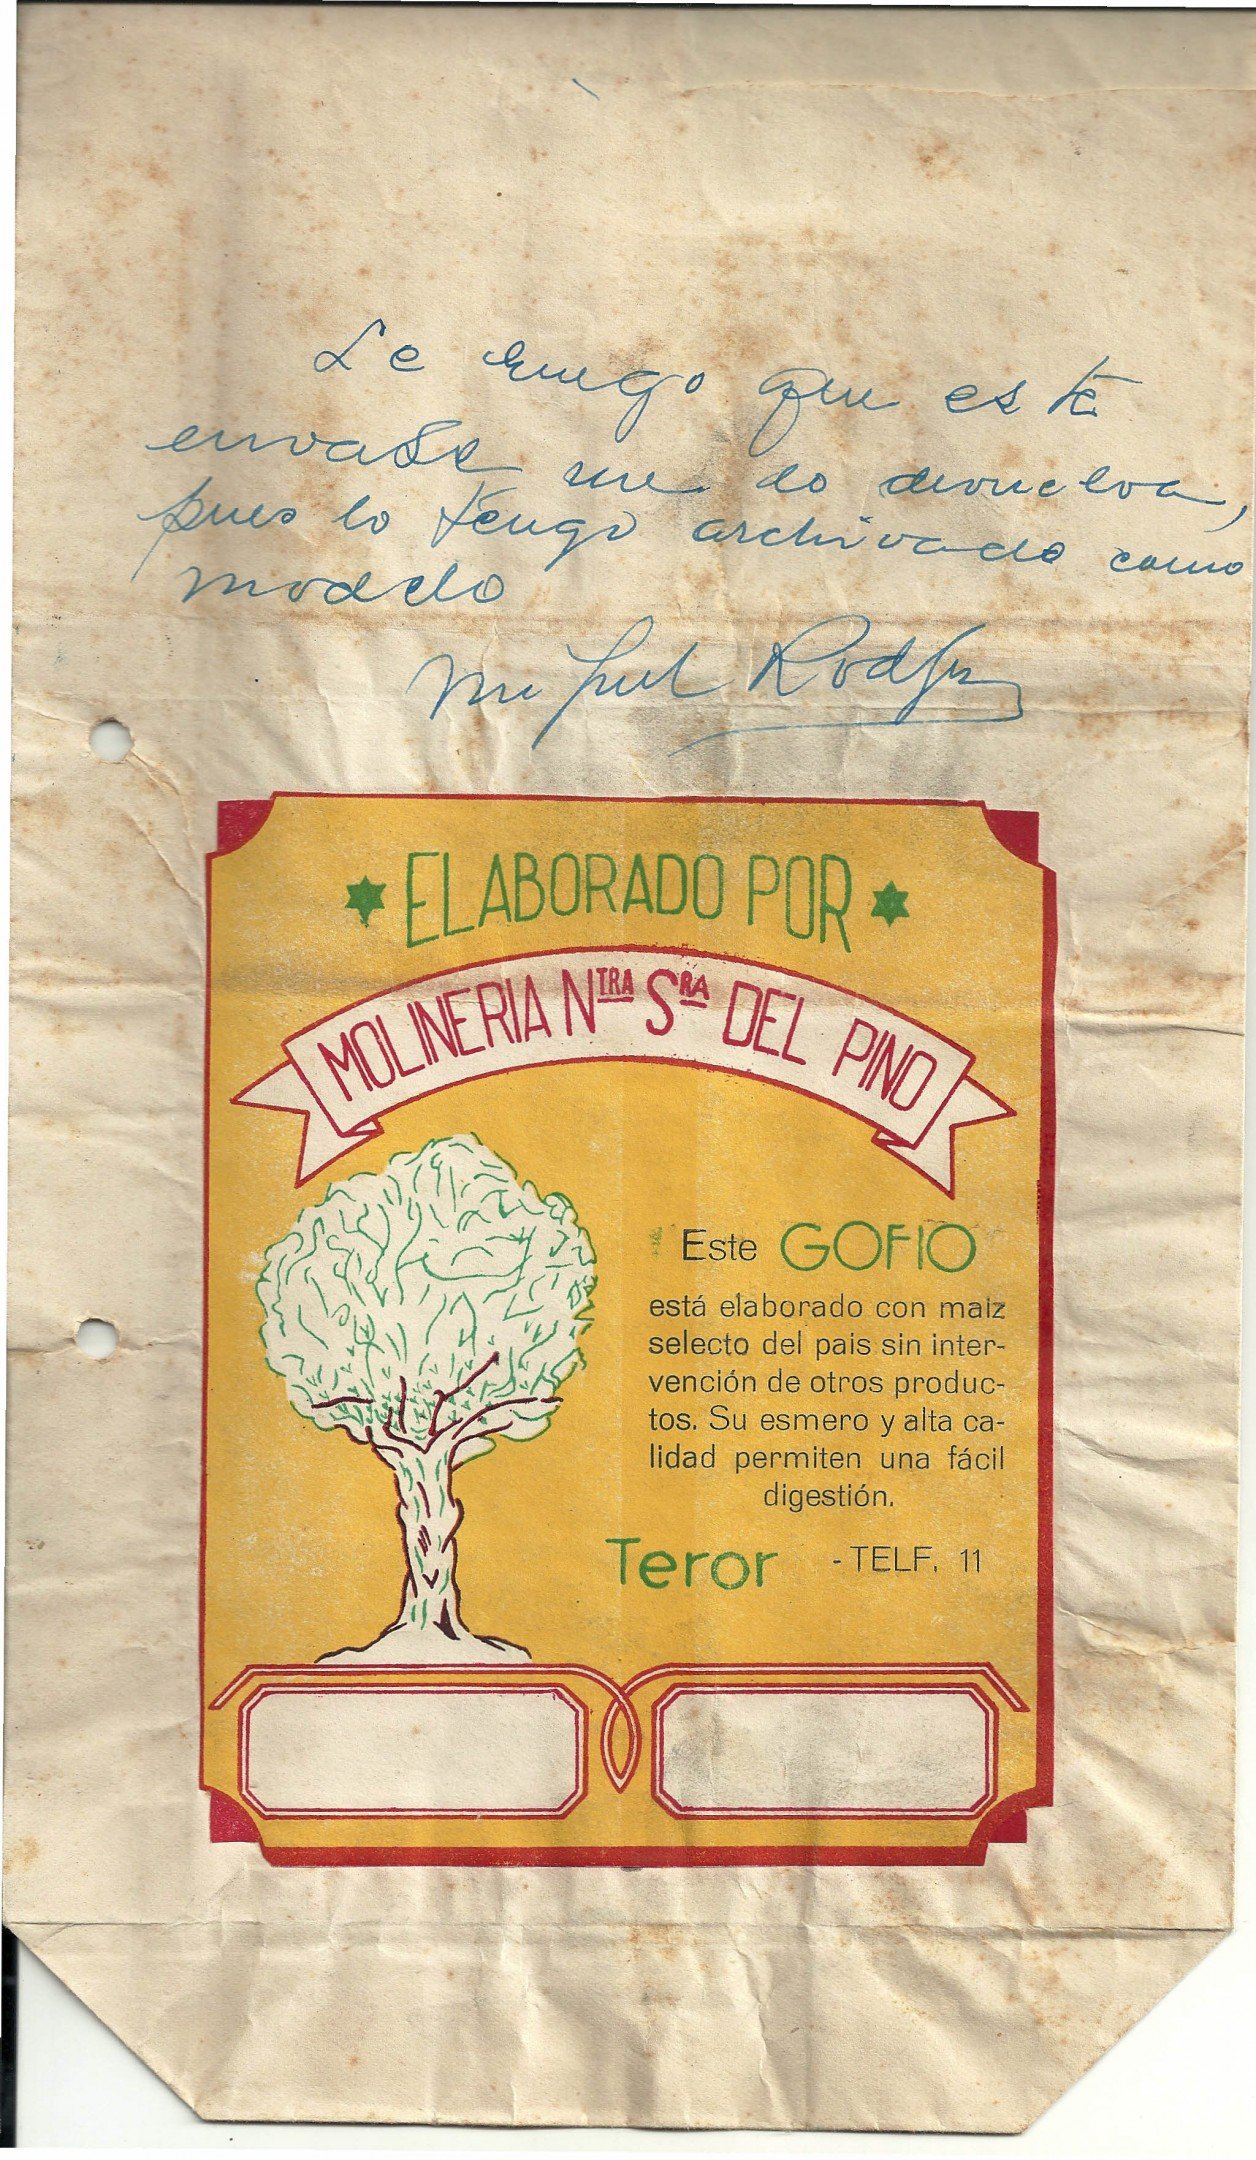 Le ruego que este
envase me lo devuelva,
pues lo tengo archivado como
modelo
Miguel Rodgez
ELABORADO POR
MOLINERIA NTRA SRA DEL PINO
Este GOFIO
está elaborado con maiz
selecto del pais sin inter-
vención de otros produc-
tos. Su esmero y alta ca-
lidad permiten una fácil
digestión.
Teror - TELF. 11